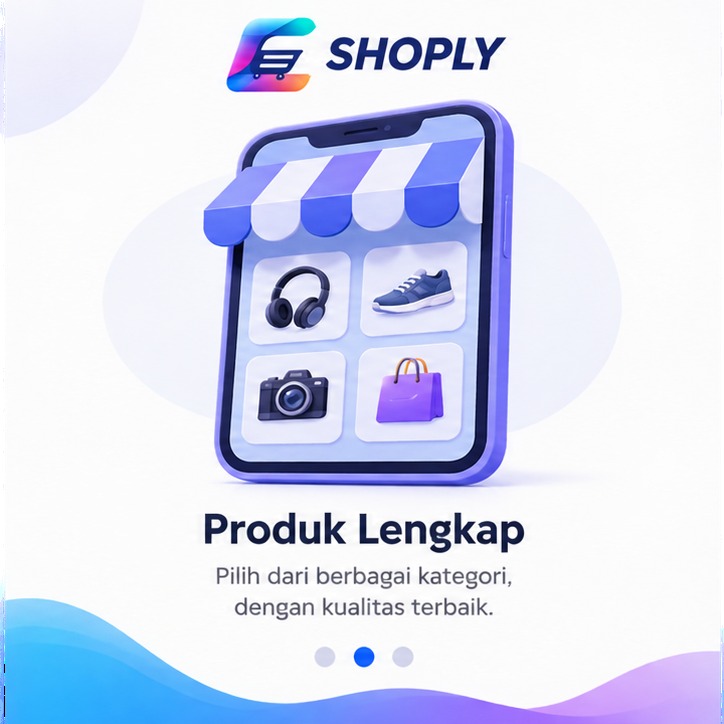 SHOPLY
Produk Lengkap
Pilih dari berbagai kategori,
dengan kualitas terbaik.